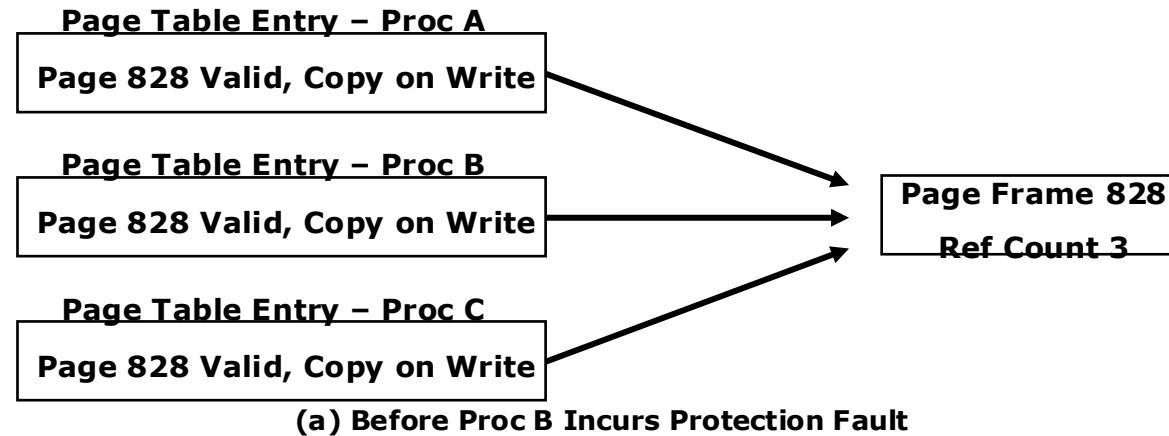 Page Table Entry – Proc A
Page 828 Valid, Copy on Write
Page Table Entry – Proc B
Page 828 Valid, Copy on Write
Page Frame 828
Ref Count 3
Page Table Entry – Proc C
Page 828 Valid, Copy on Write
(a) Before Proc B Incurs Protection Fault